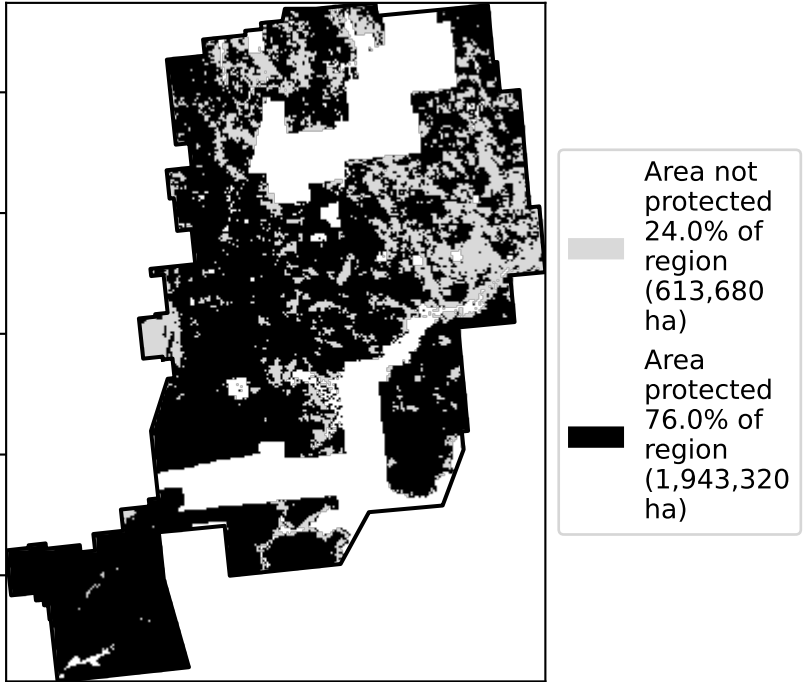 Area not
protected
24.0% of
region
(613,680
ha)
Area
protected
76.0% of
region
(1,943,320
ha)